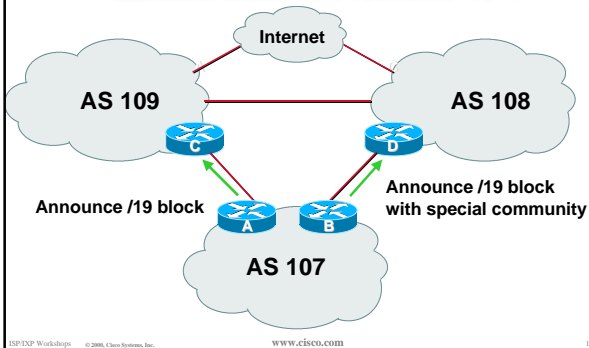 Internet
AS 109
AS 108
C
D
Announce /19 block
Announce /19 block
with special community
A
B
AS 107
ISP/IXP Workshops © 2000, Cisco Systems, Inc. www.cisco.com 1